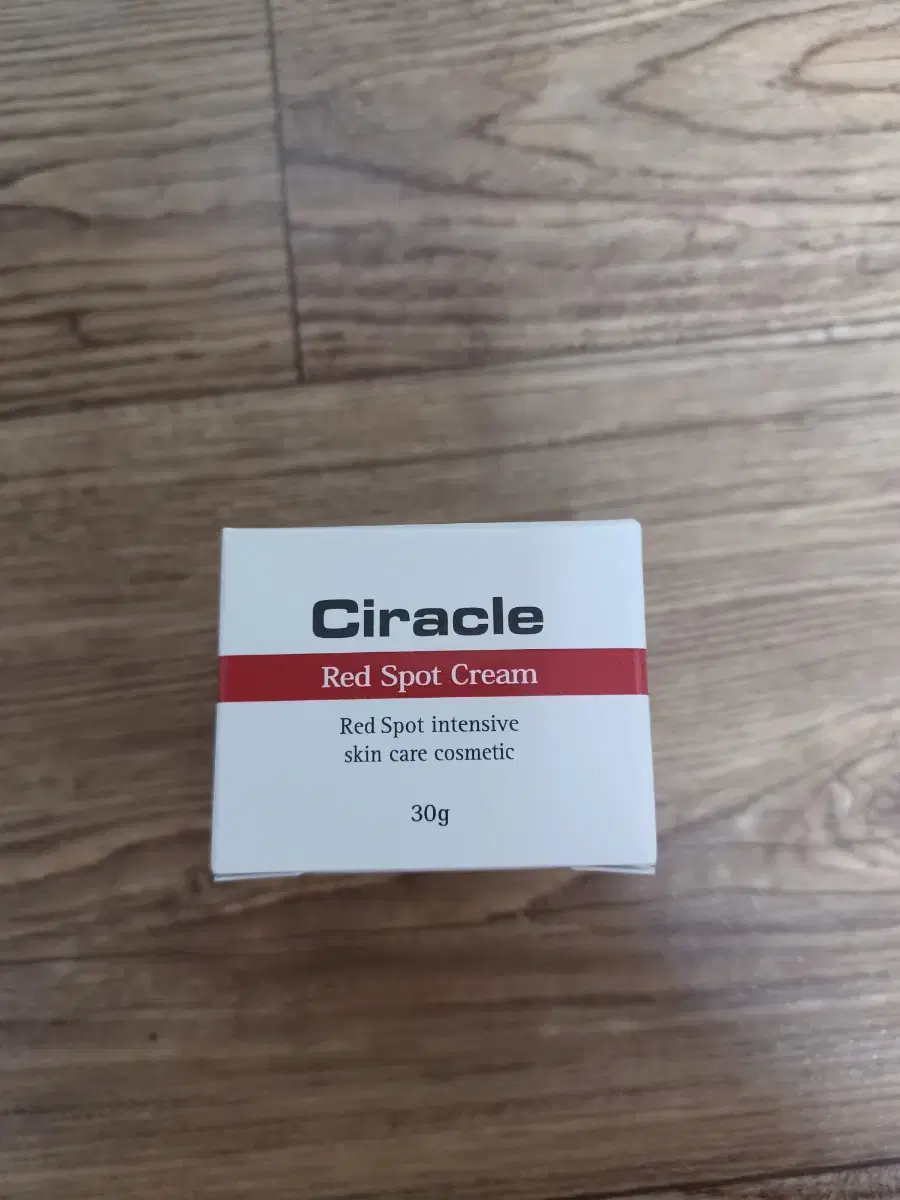 Ciracle
Red Spot Cream
Red Spot intensive
skin care cosmetic
30g